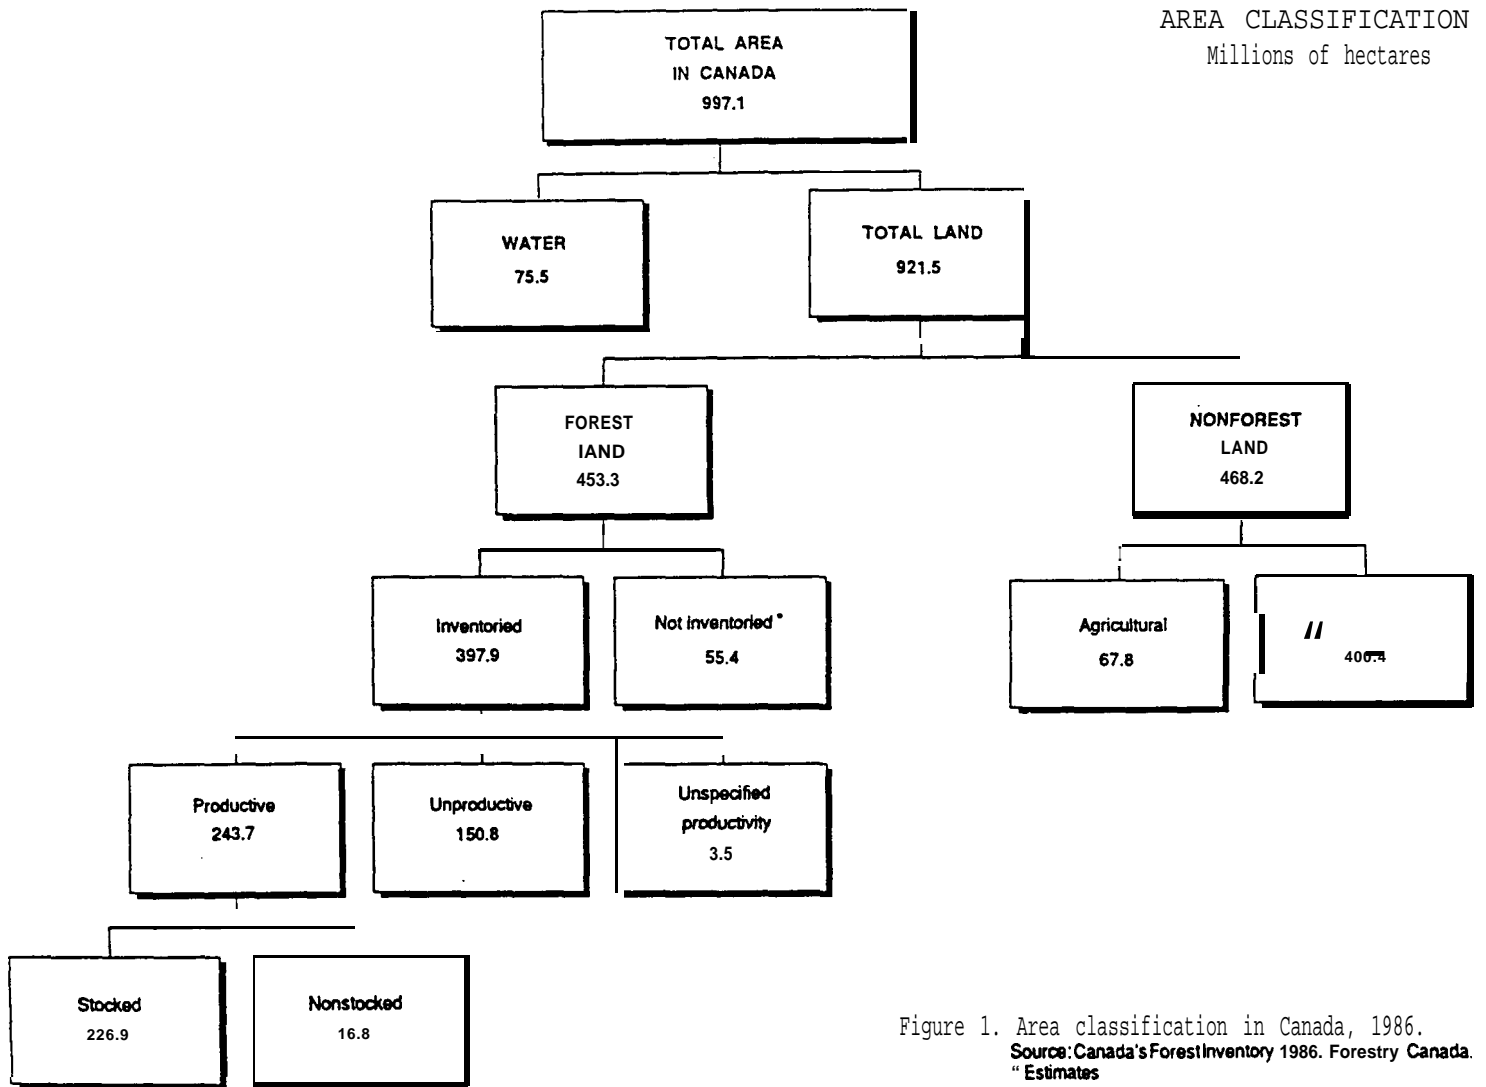 AREA CLASSIFICATION
Millions of hectares
TOTAL AREA
IN CANADA
997.1
WATER
75.5
TOTAL LAND
921.5
FOREST
IAND
453.3
NONFOREST
LAND
468.2
Inventoried
397.9
Not inventoried *
55.4
Agricultural
67.8
"
400.4
Productive
243.7
Unproductive
150.8
Unspecified
productivity
3.5
Stocked
226.9
Nonstocked
16.8
Figure 1. Area classification in Canada, 1986.
Source: Canada's Forest Inventory 1986. Forestry Canada.
“ Estimates